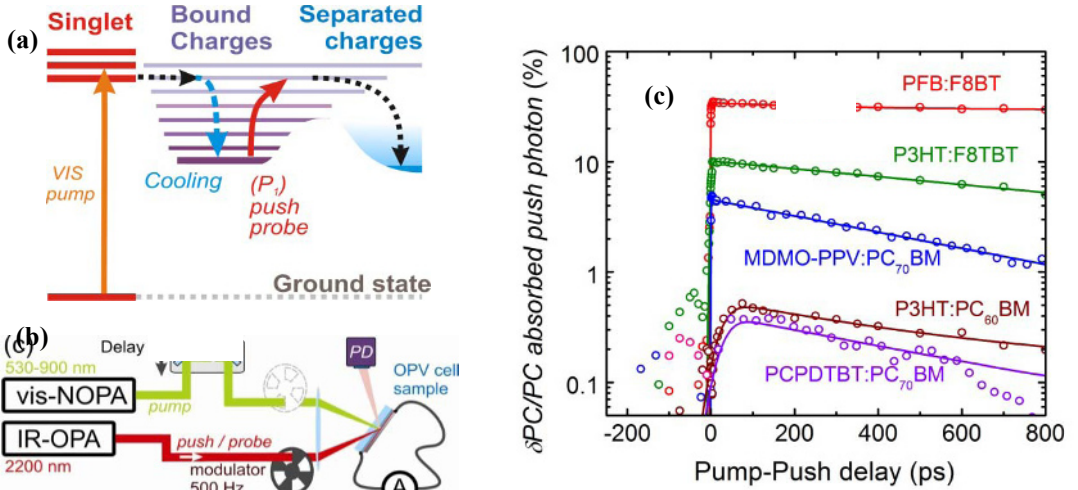 (a)
Singlet
Bound
Charges
Separated
charges
VIS
pump
Cooling
(P₁)
push
probe
Ground state
(b)
(C)
Delay
530-900 nm
vis-NOPA
pump
IR-OPA
2200 nm
push / probe
modulator
500 Hz
PD
OPV cell
sample
A
(c)
δPC/PC absorbed push photon (%)
100
10
1
0.1
PFB:F8BT
P3HT:F8TBT
MDMO-PPV:PC₇₀BM
P3HT:PC₆₀BM
PCPDTBT:PC₇₀BM
-200 0 200 400 600 800
Pump-Push delay (ps)